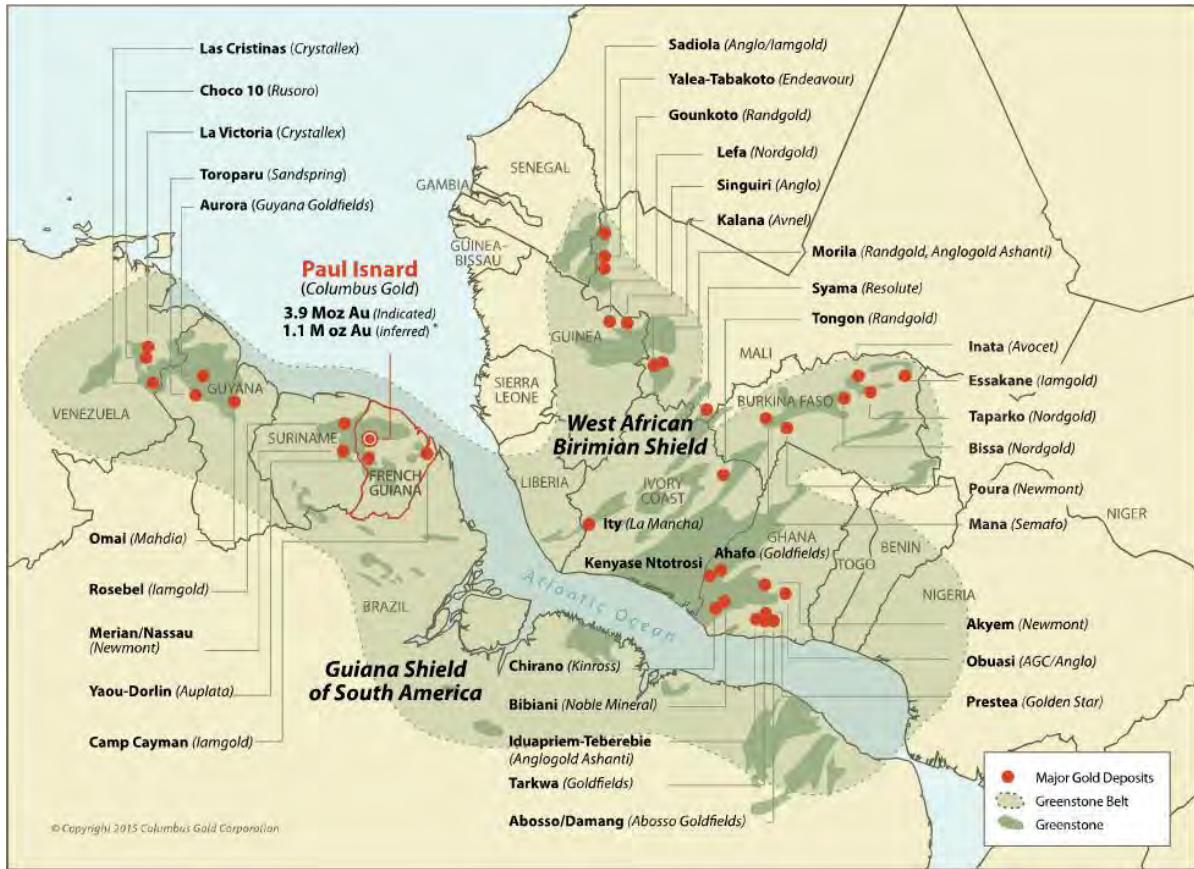 Las Cristinas (Crystallex)
Choco 10 (Rusoro)
La Victoria (Crystallex)
Toroparu (Sandspring)
Aurora (Guyana Goldfields)
Paul Isnard
(Columbus Gold)
3.9 Moz Au (Indicated)
1.1 M oz Au (inferred) *
Sadiola (Anglo/Iamgold)
Yalea-Tabakoto (Endeavour)
Gounkoto (Randgold)
Lefa (Nordgold)
Singuiri (Anglo)
Kalana (Avnel)
Morila (Randgold, Anglogold Ashanti)
Syama (Resolute)
Tongon (Randgold)
Inata (Avocet)
Essakane (Iamgold)
Taparko (Nordgold)
Bissa (Nordgold)
Poura (Newmont)
Mana (Semafo)
SENEGAL
GAMBIA
GUINEA-
BISSAU
GUINEA
SIERRA
LEONE
MALI
BURKINA FASO
West African
Birimian Shield
LIBERIA
IVORY
COAST
GHANA
TOGO
BENIN
NIGER
NIGERIA
VENEZUELA
GUYANA
SURINAME
FRENCH
GUIANA
BRAZIL
Atlantic Ocean
Guiana Shield
of South America
Ity (La Mancha)
Kenyase Ntotrosi
Ahafo
(Goldfields)
Omai (Mahdia)
Rosebel (Iamgold)
Merian/Nassau
(Newmont)
Yaou-Dorlin (Auplata)
Camp Cayman (Iamgold)
Chirano (Kinross)
Bibiani (Noble Mineral)
Iduapriem-Teberebie
(Anglogold Ashanti)
Tarkwa (Goldfields)
Abosso/Damang (Abosso Goldfields)
Akyem (Newmont)
Obuasi (AGC/Anglo)
Prestea (Golden Star)
Major Gold Deposits
Greenstone Belt
Greenstone
© Copyright 2015 Columbus Gold Corporation